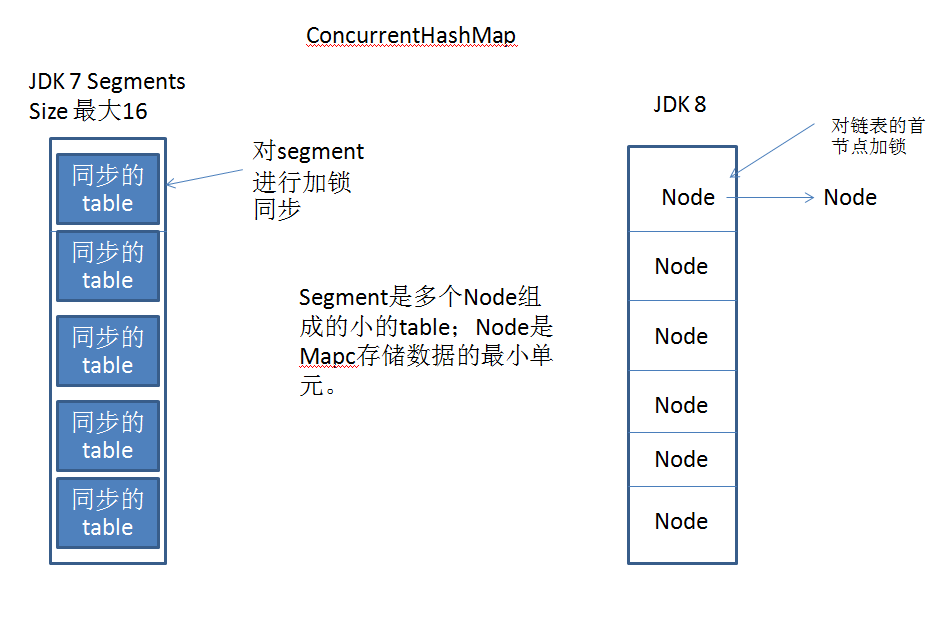 ConcurrentHashMap
JDK 7 Segments
Size 最大16
同步的
table
同步的
table
同步的
table
同步的
table
同步的
table
对segment
进行加锁
同步
Segment是多个Node组
成的小的table；Node是
Mapc存储数据的最小单
元。
JDK 8
对链表的首
节点加锁
Node
Node
Node
Node
Node
Node
Node